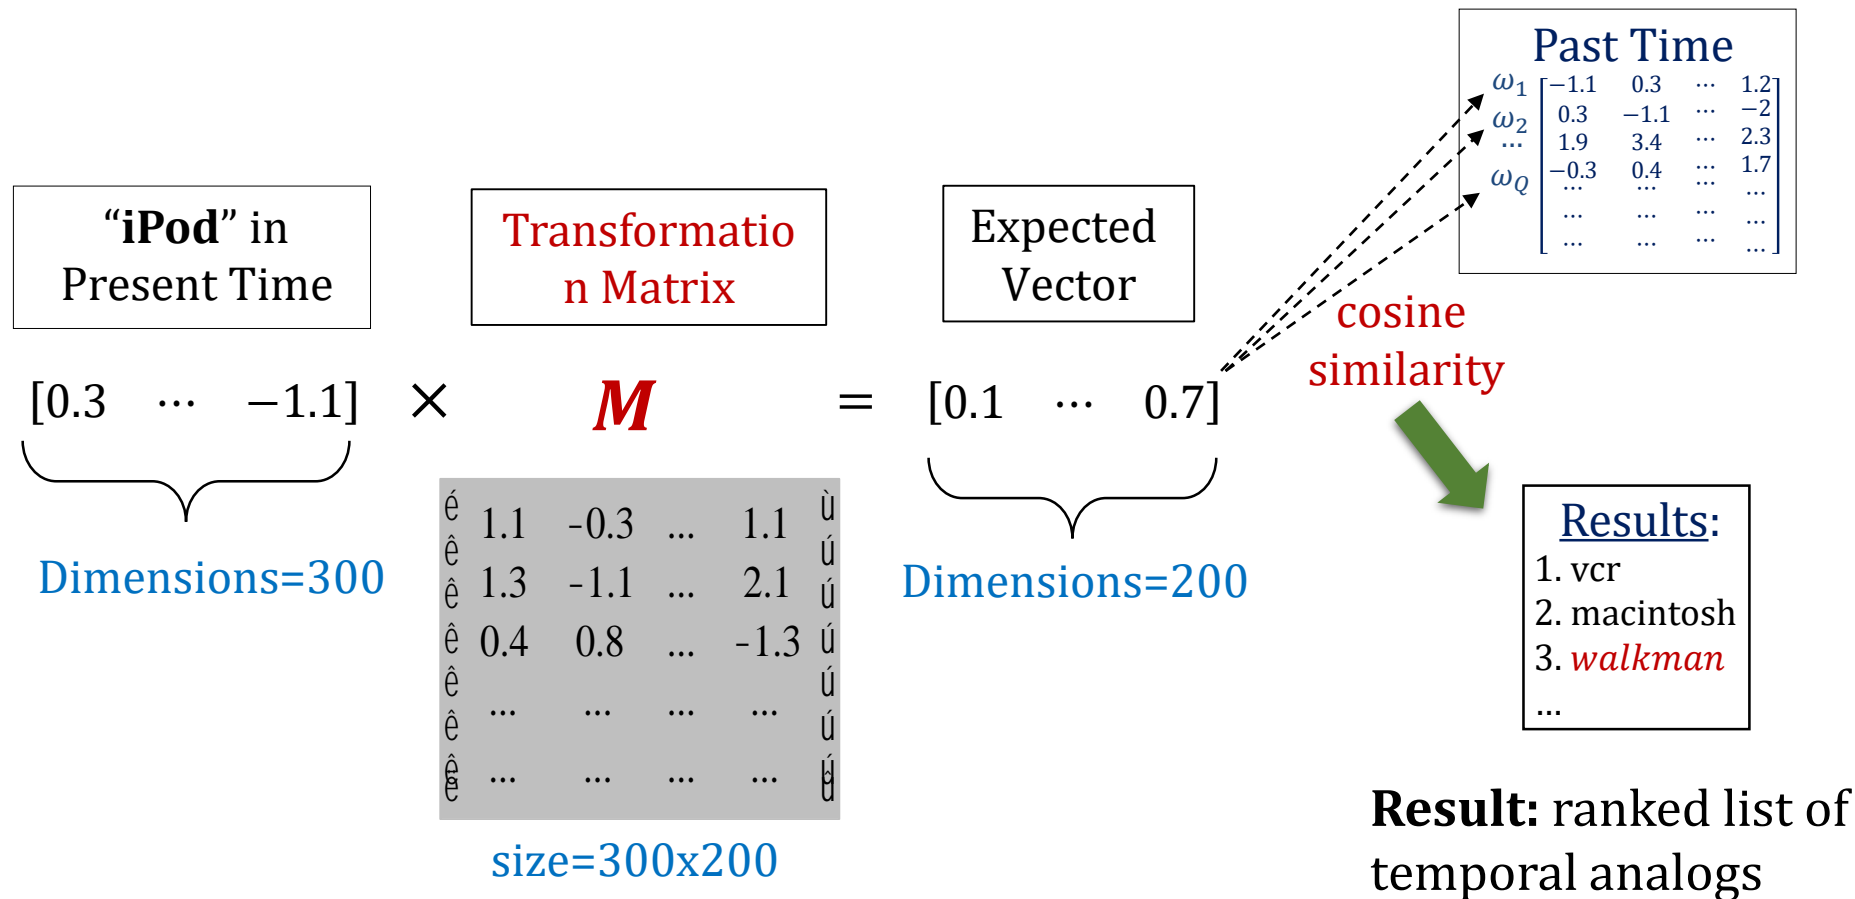 Past Time
ω1 −1.1 0.3 ⋯ 1.2
ω2 0.3 −1.1 ⋯ −2
… 1.9 3.4 ⋯ 2.3
ωQ −0.3 0.4 ⋯ 1.7
… … … …
… … … …
… … … …
“iPod” in
Present Time
Transformatio
n Matrix
Expected
Vector
cosine
similarity
[0.3 ⋯ −1.1] × M = [0.1 ⋯ 0.7]
Dimensions=300
é 1.1 -0.3 ... 1.1 ù
ê 1.3 -1.1 ... 2.1 ú
ê 0.4 0.8 ... -1.3 ú
ê ... ... ... ... ú
ê ... ... ... ... ú
size=300x200
Dimensions=200
Results:
1. vcr
2. macintosh
3. walkman
...
Result: ranked list of
temporal analogs